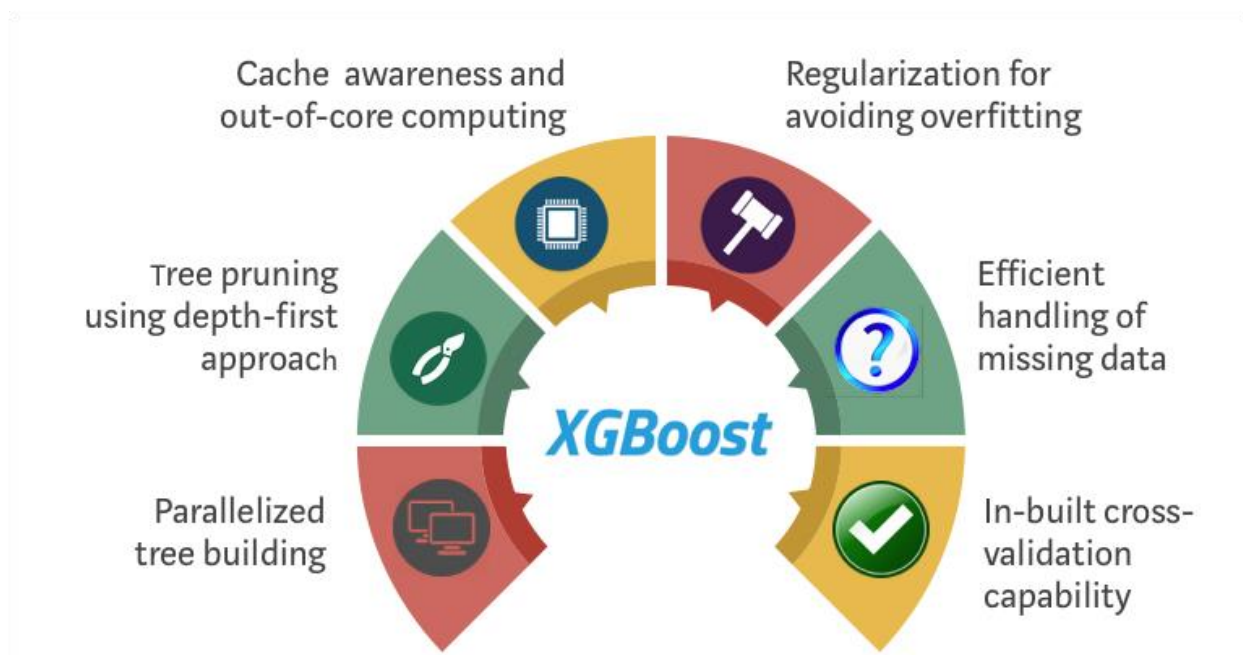 Cache awareness and
out-of-core computing
Regularization for
avoiding overfitting
Tree pruning
using depth-first
approach
Efficient
handling of
missing data
XGBoost
Parallelized
tree building
In-built cross-
validation
capability